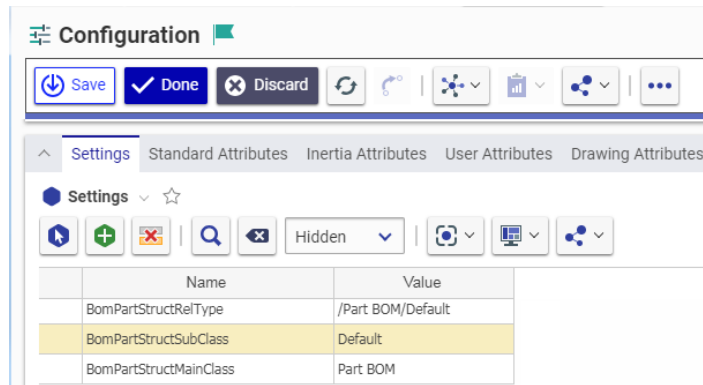 Configuration
Save Done Discard
Settings Standard Attributes Inertia Attributes User Attributes Drawing Attributes
Settings
Hidden
Name Value
BomPartStructRelType /Part BOM/Default
BomPartStructSubClass Default
BomPartStructMainClass Part BOM